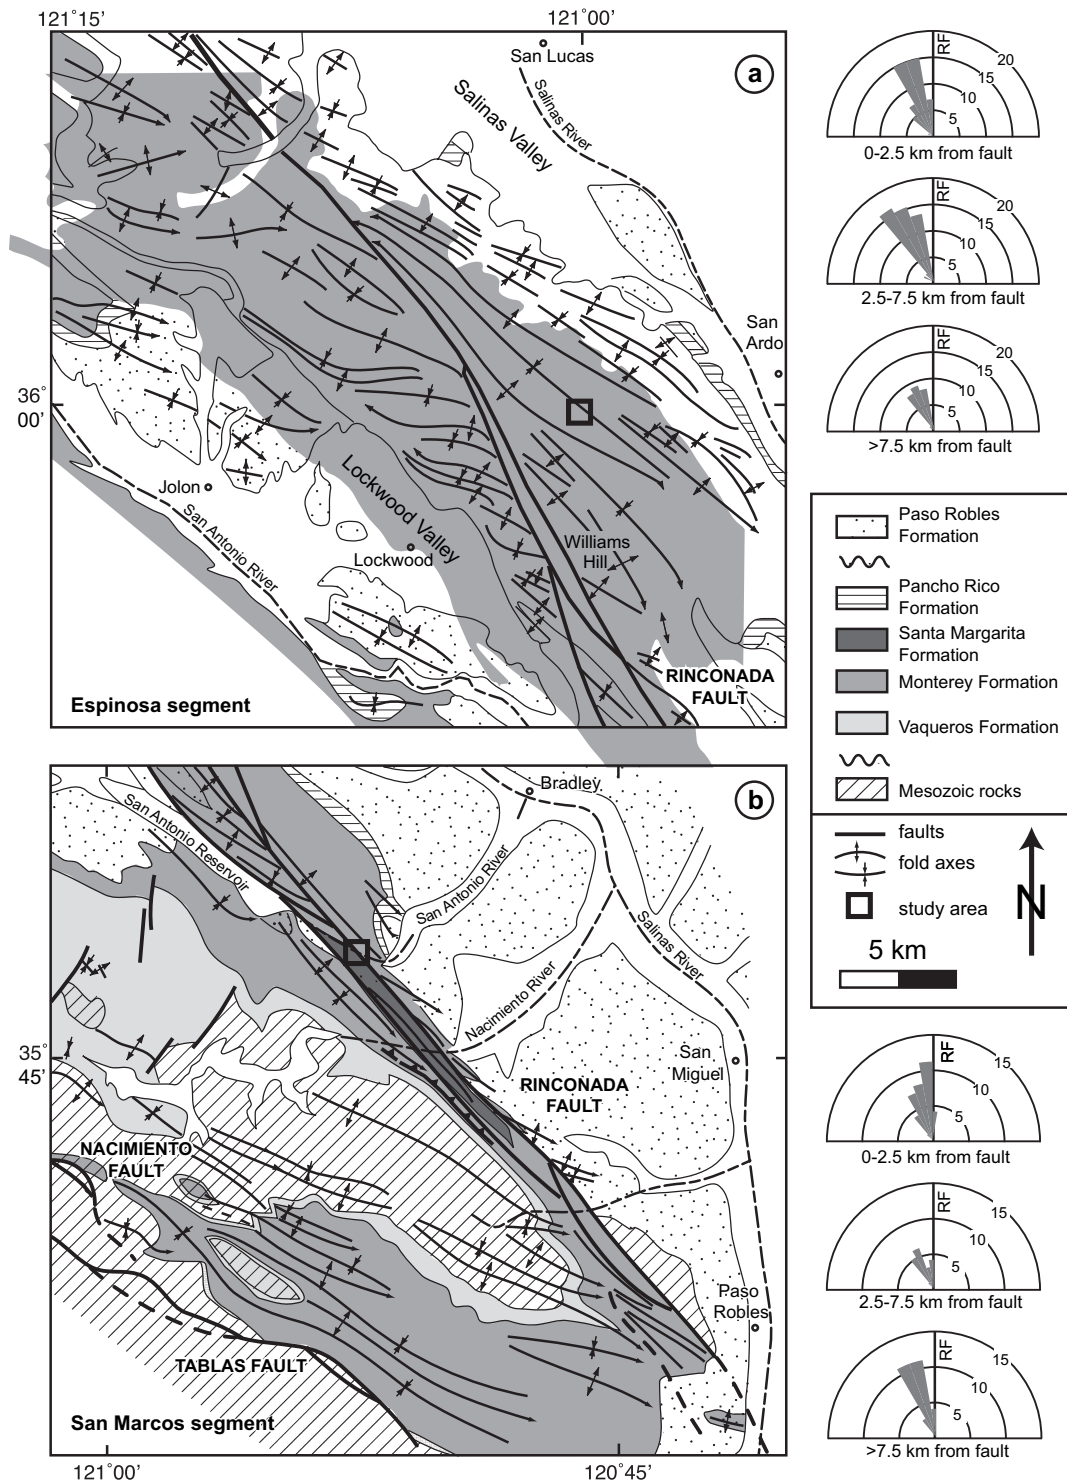 121°15'
121°00'
San Lucas
a
Salinas Valley
Salinas River
San
Ardo
36°
00'
Jolon
San Antonio River
Lockwood Valley
Lockwood
Williams
Hill
RINCONADA
FAULT
Espinosa segment
RF
20
15
10
5
0-2.5 km from fault
RF
20
15
10
5
2.5-7.5 km from fault
RF
20
15
10
5
>7.5 km from fault
Paso Robles
Formation
Pancho Rico
Formation
Santa Margarita
Formation
Monterey Formation
Vaqueros Formation
Mesozoic rocks
faults
fold axes
study area
N
5 km
b
Bradley
San Antonio Reservoir
San Antonio River
Salinas River
Nacimiento River
35°
45'
San
Miguel
RINCONADA
FAULT
NACIMIENTO
FAULT
Paso
Robles
TABLAS FAULT
San Marcos segment
121°00'
120°45'
RF
15
10
5
0-2.5 km from fault
RF
15
10
5
2.5-7.5 km from fault
RF
15
10
5
>7.5 km from fault